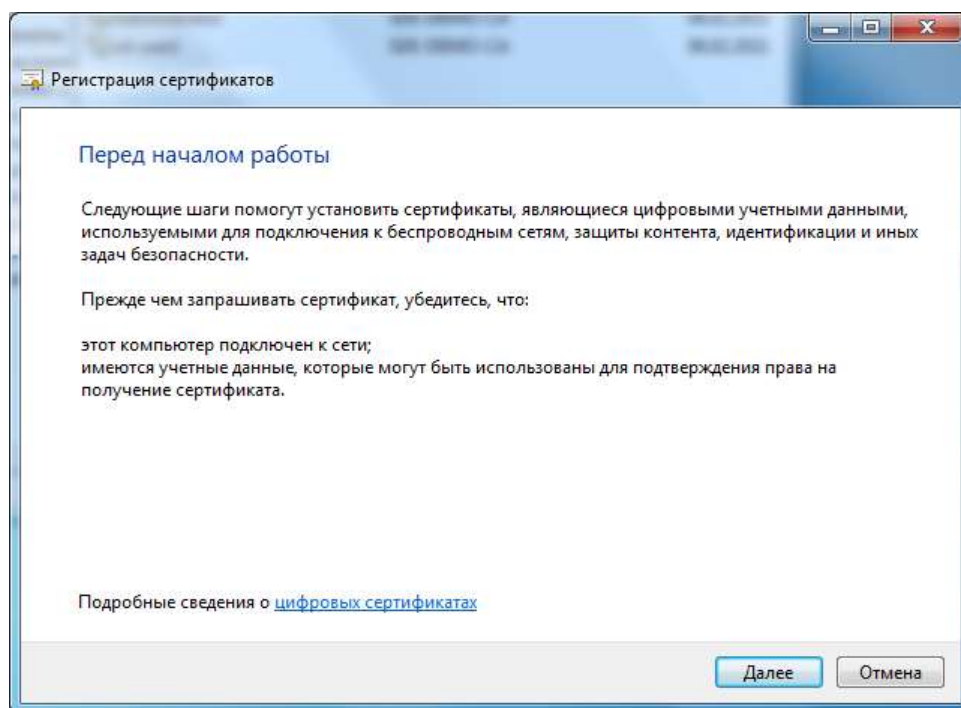 Регистрация сертификатов
Перед началом работы
Следующие шаги помогут установить сертификаты, являющиеся цифровыми учетными данными,
используемыми для подключения к беспроводным сетям, защиты контента, идентификации и иных
задач безопасности.
Прежде чем запрашивать сертификат, убедитесь, что:
этот компьютер подключен к сети;
имеются учетные данные, которые могут быть использованы для подтверждения права на
получение сертификата.
Подробные сведения о цифровых сертификатах
Далее Отмена